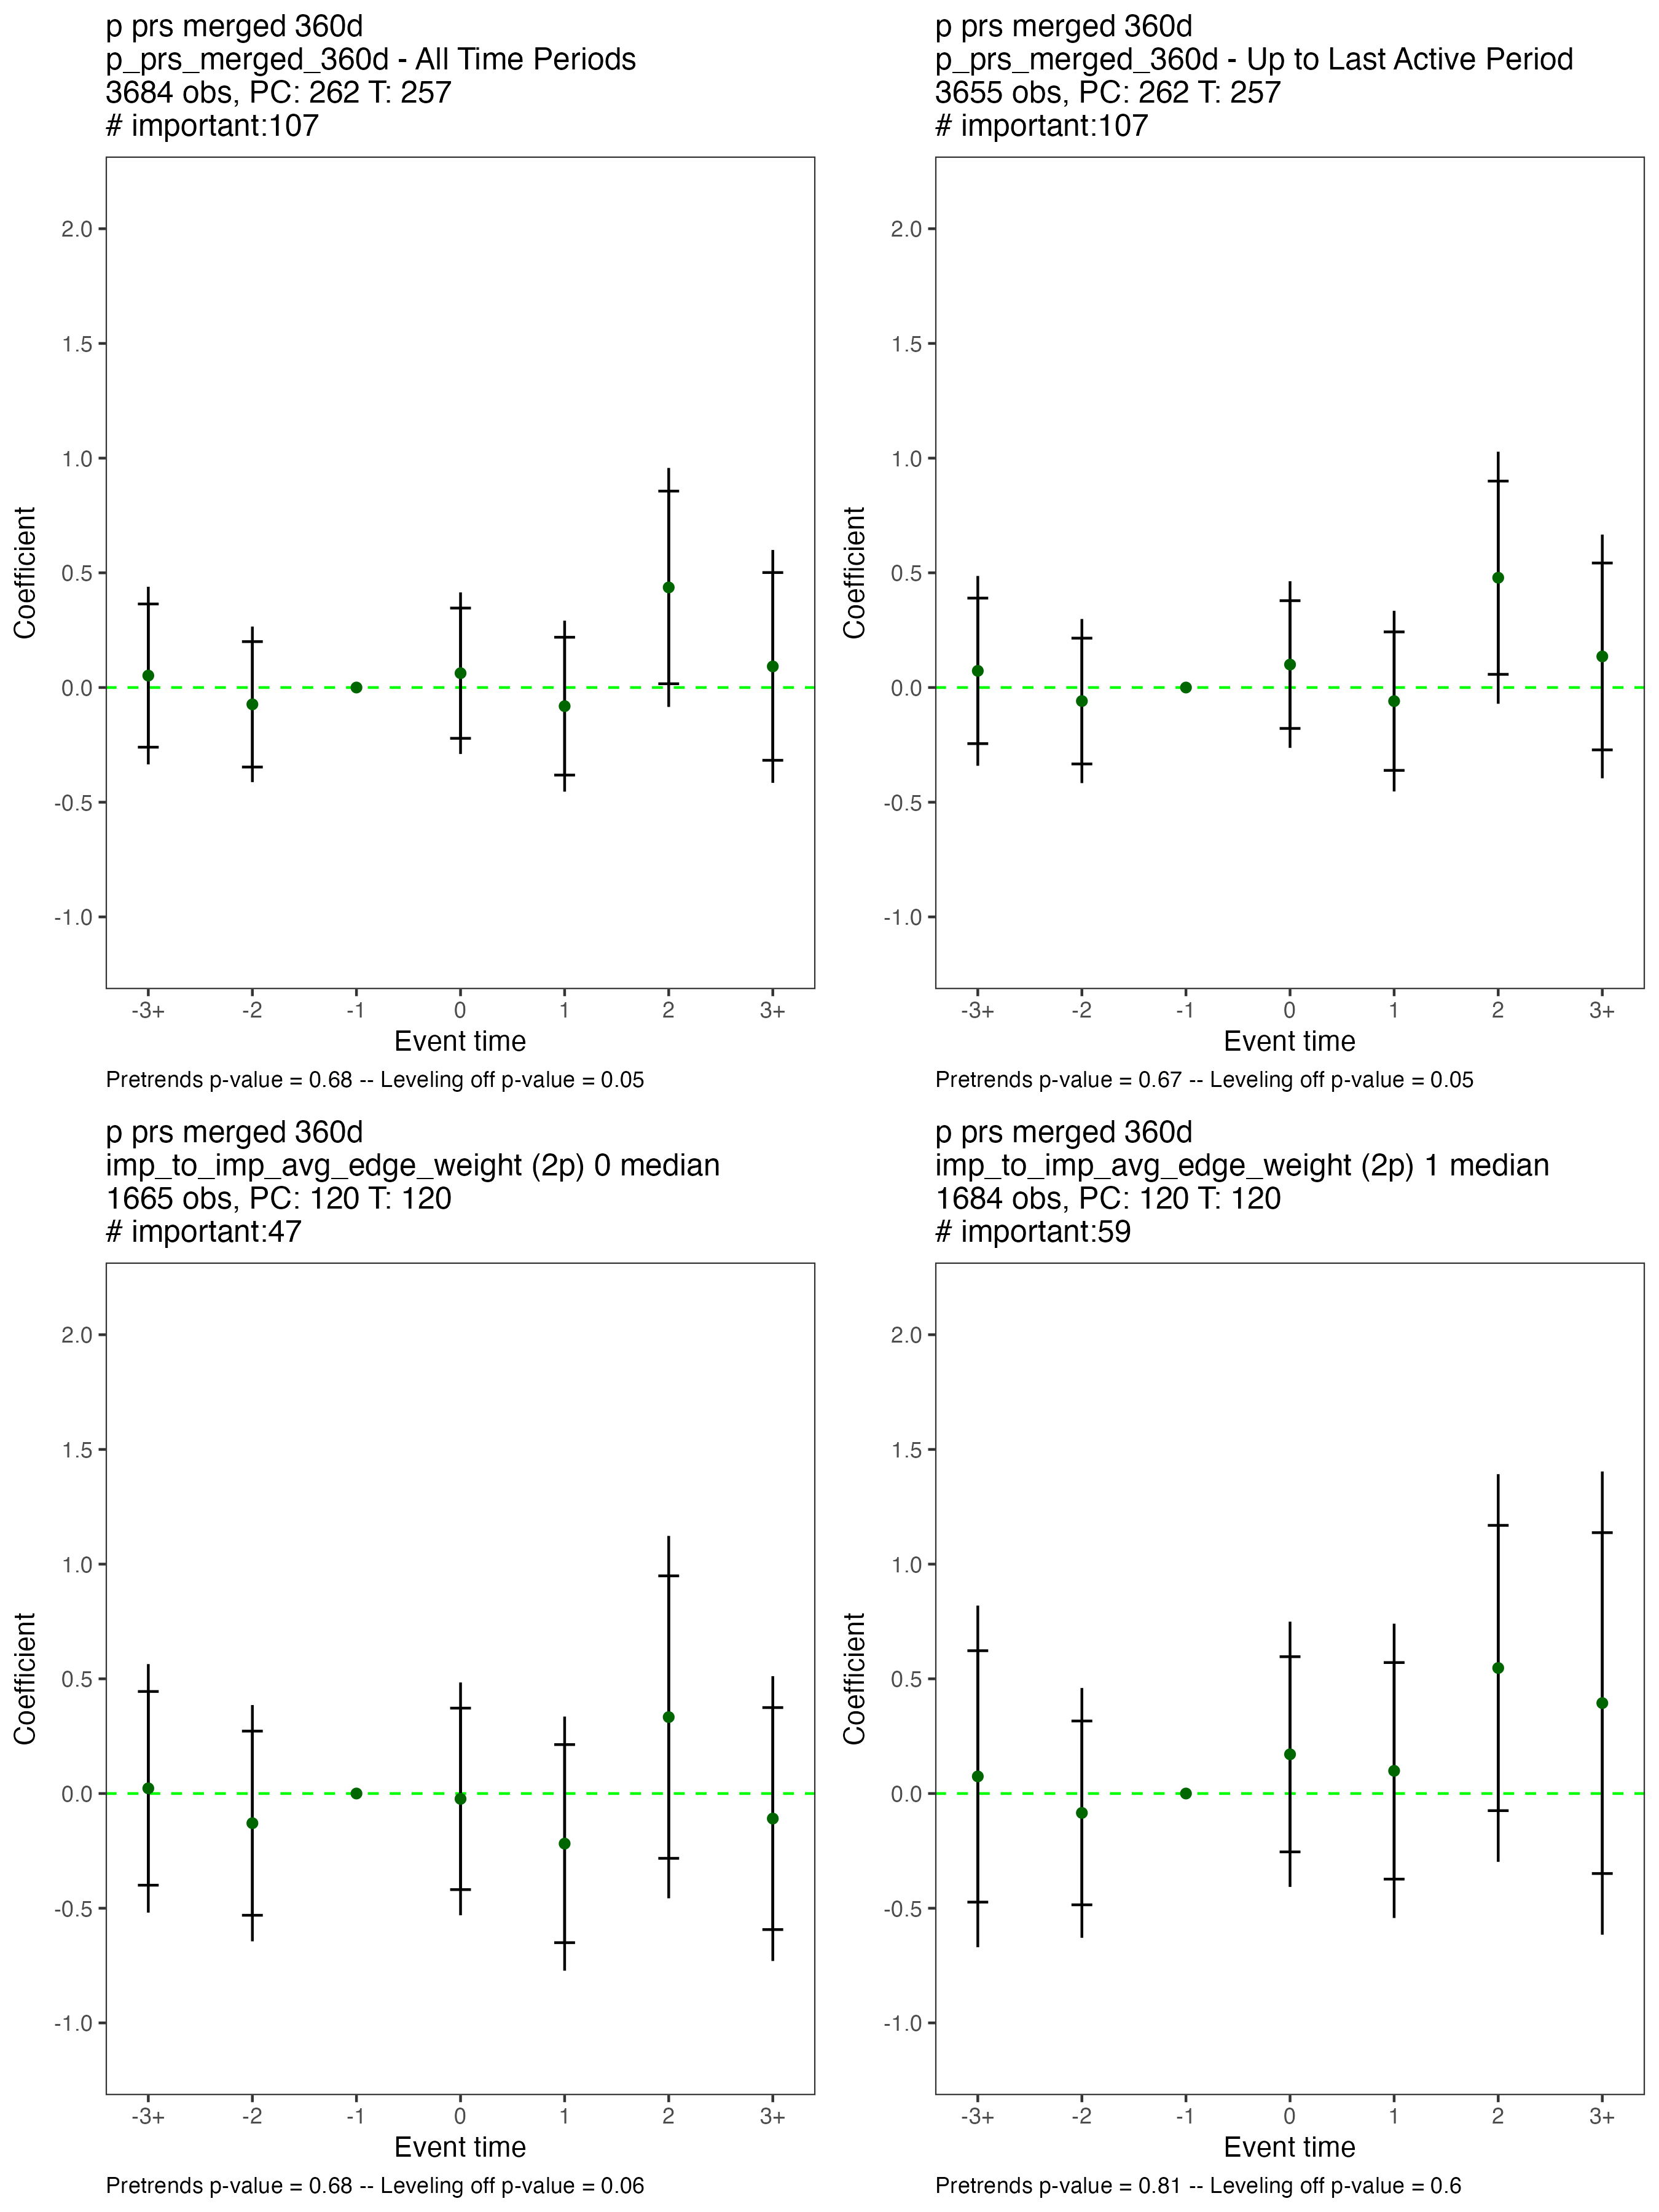 p prs merged 360d
p_prs_merged_360d - All Time Periods
3684 obs, PC: 262 T: 257
# important:107
2.0
1.5
1.0
0.5
0.0
-0.5
-1.0
Coefficient
-3+ -2 -1 0 1 2 3+
Event time
Pretrends p-value = 0.68 -- Leveling off p-value = 0.05
p prs merged 360d
p_prs_merged_360d - Up to Last Active Period
3655 obs, PC: 262 T: 257
# important:107
2.0
1.5
1.0
0.5
0.0
-0.5
-1.0
Coefficient
-3+ -2 -1 0 1 2 3+
Event time
Pretrends p-value = 0.67 -- Leveling off p-value = 0.05
p prs merged 360d
imp_to_imp_avg_edge_weight (2p) 0 median
1665 obs, PC: 120 T: 120
# important:47
2.0
1.5
1.0
0.5
0.0
-0.5
-1.0
Coefficient
-3+ -2 -1 0 1 2 3+
Event time
Pretrends p-value = 0.68 -- Leveling off p-value = 0.06
p prs merged 360d
imp_to_imp_avg_edge_weight (2p) 1 median
1684 obs, PC: 120 T: 120
# important:59
2.0
1.5
1.0
0.5
0.0
-0.5
-1.0
Coefficient
-3+ -2 -1 0 1 2 3+
Event time
Pretrends p-value = 0.81 -- Leveling off p-value = 0.6